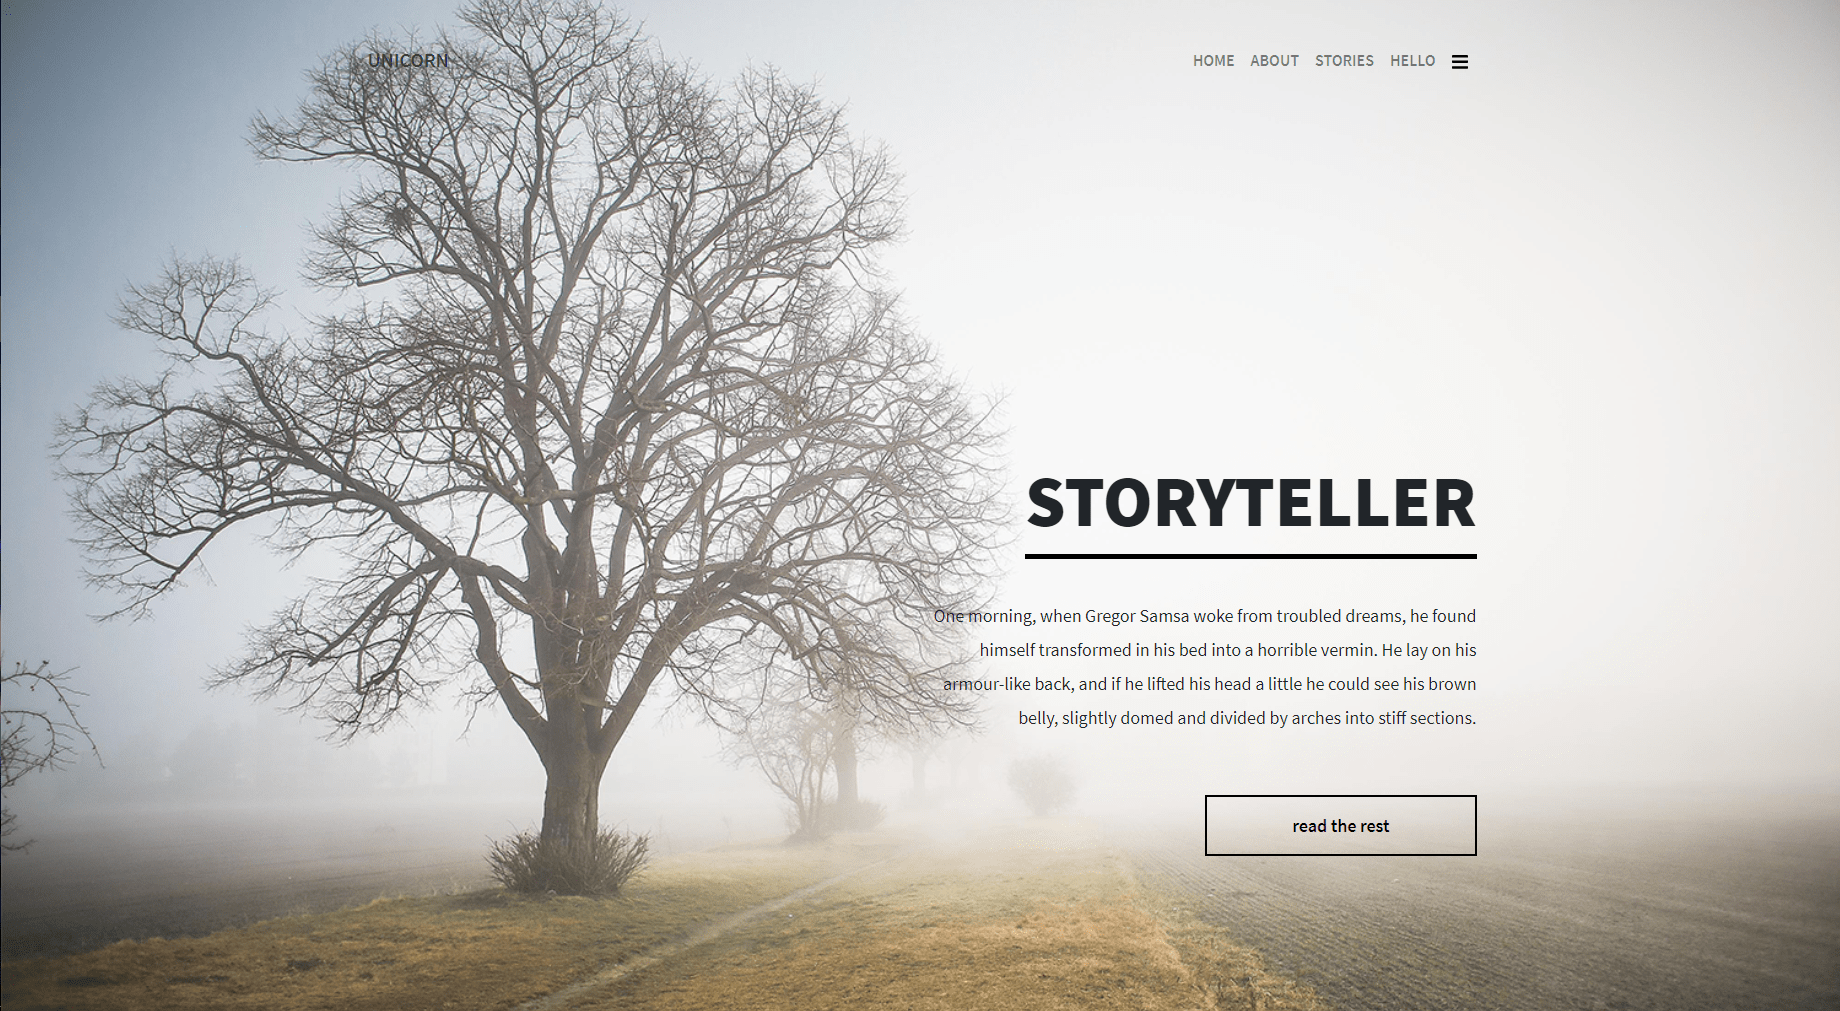 UNICORN
HOME ABOUT STORIES HELLO
STORYTELLER
One morning, when Gregor Samsa woke from troubled dreams, he found
himself transformed in his bed into a horrible vermin. He lay on his
armour-like back, and if he lifted his head a little he could see his brown
belly, slightly domed and divided by arches into stiff sections.
read the rest